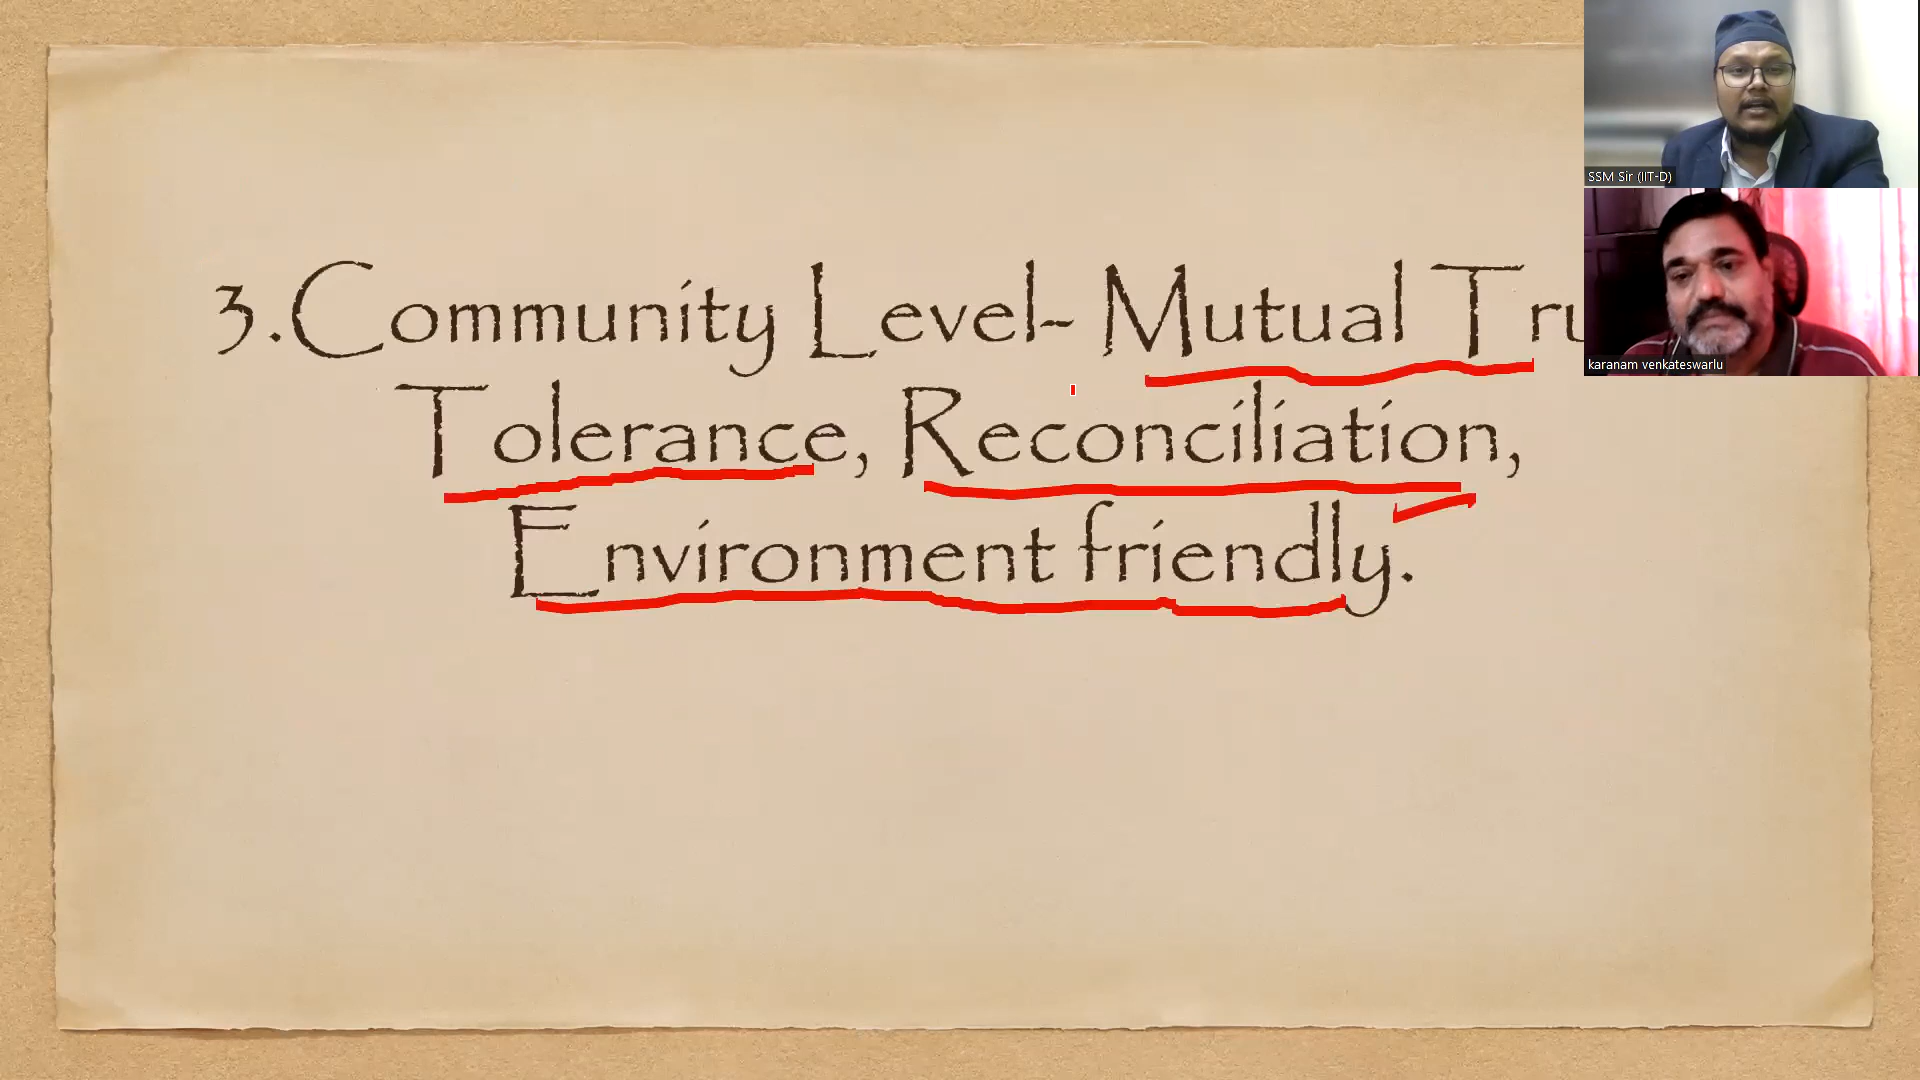 3.Community Level- Mutual Tru
Tolerance, Reconciliation,
Environment friendly.
SSM Sir (IIT-D)
karanam venkateswarlu